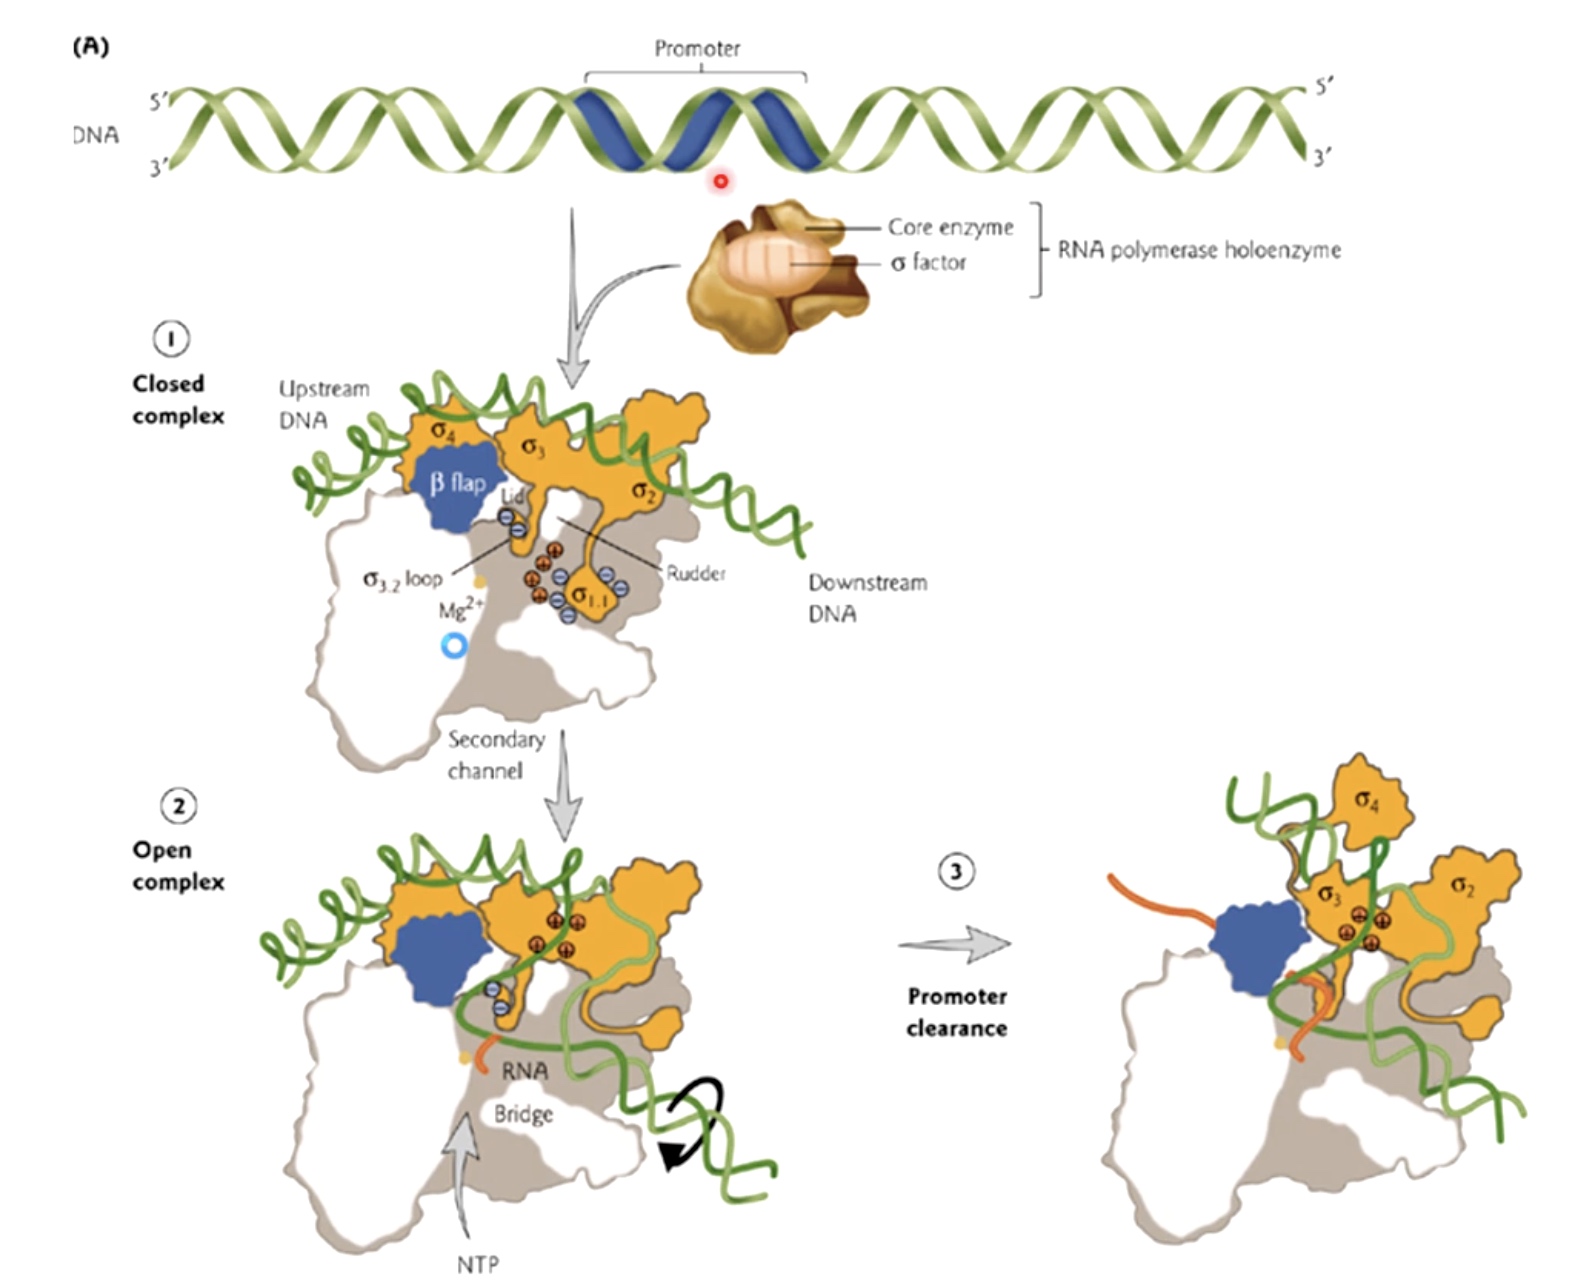 (A)
Promoter
5′
5′
DNA
3′
3′
Core enzyme
σ factor
RNA polymerase holoenzyme
1
Closed
complex
Upstream
DNA
σ4
σ3
β flap
Lid
σ2
σ3.2 loop
Rudder
Mg2+
σ1.1
Downstream
DNA
Secondary
channel
2
Open
complex
RNA
Bridge
NTP
3
Promoter
clearance
σ4
σ3
σ2